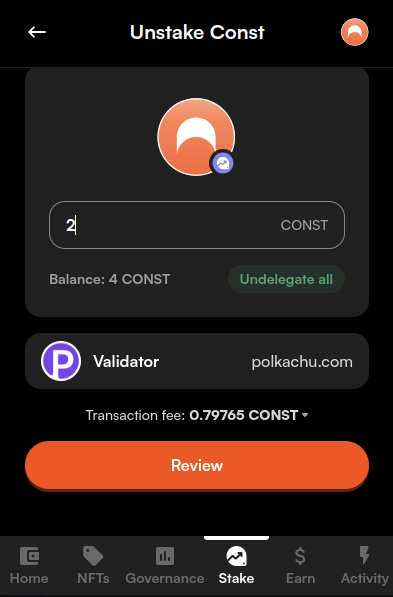 Unstake Const
2 CONST
Balance: 4 CONST Undelegate all
P Validator polkachu.com
Transaction fee: 0.79765 CONST
Review
Home NFTs Governance Stake Earn Activity